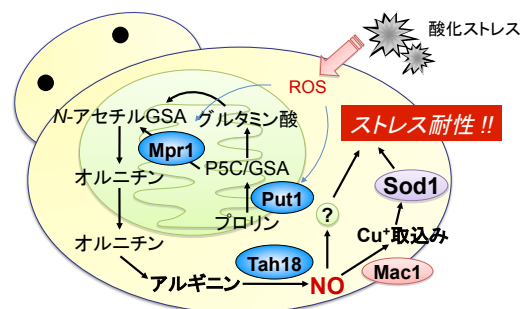 酸化ストレス
ROS
N-アセチルGSA
グルタミン酸
ストレス耐性 !!
Mpr1
P5C/GSA
オルニチン
Put1
Sod1
プロリン
?
オルニチン
Cu⁺取込み
Tah18
Mac1
アルギニン
NO